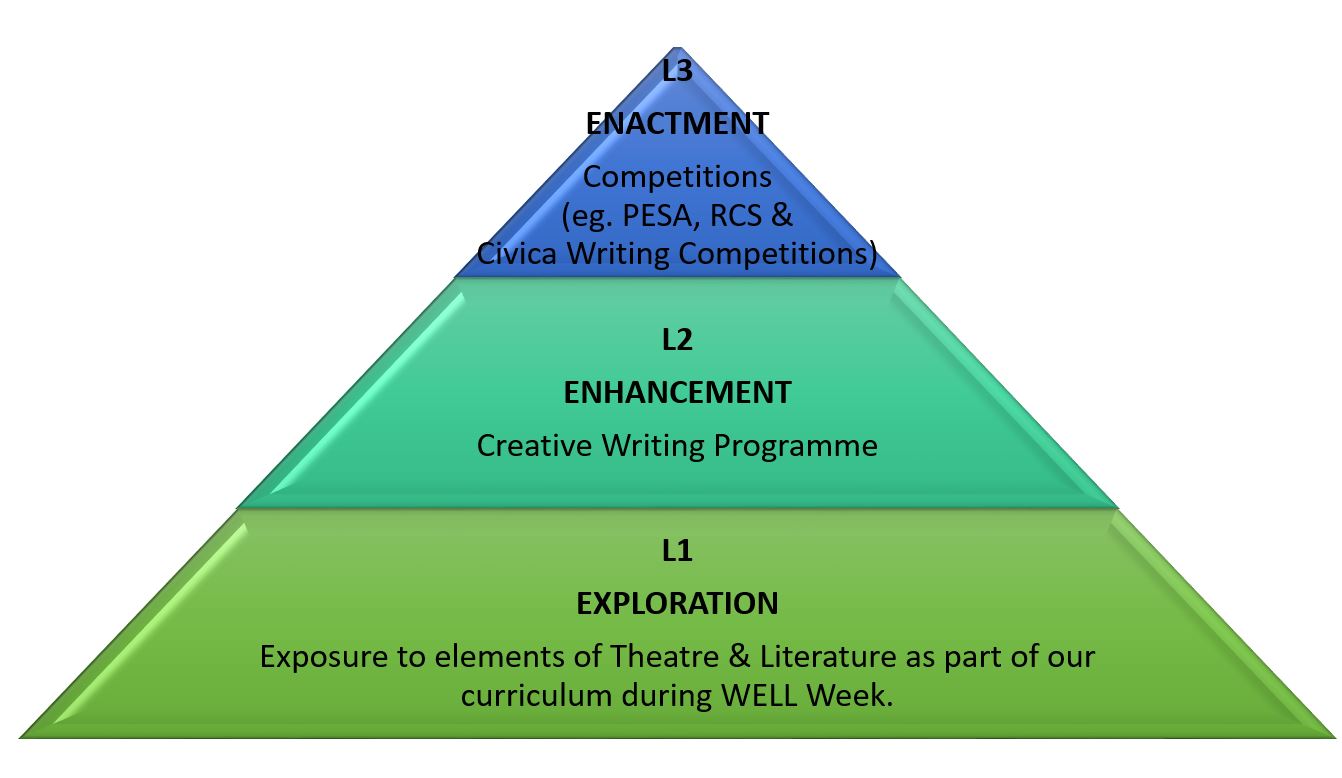 L3
ENACTMENT
Competitions
(eg. PESA, RCS &
Civica Writing Competitions)
L2
ENHANCEMENT
Creative Writing Programme
L1
EXPLORATION
Exposure to elements of Theatre & Literature as part of our
curriculum during WELL Week.